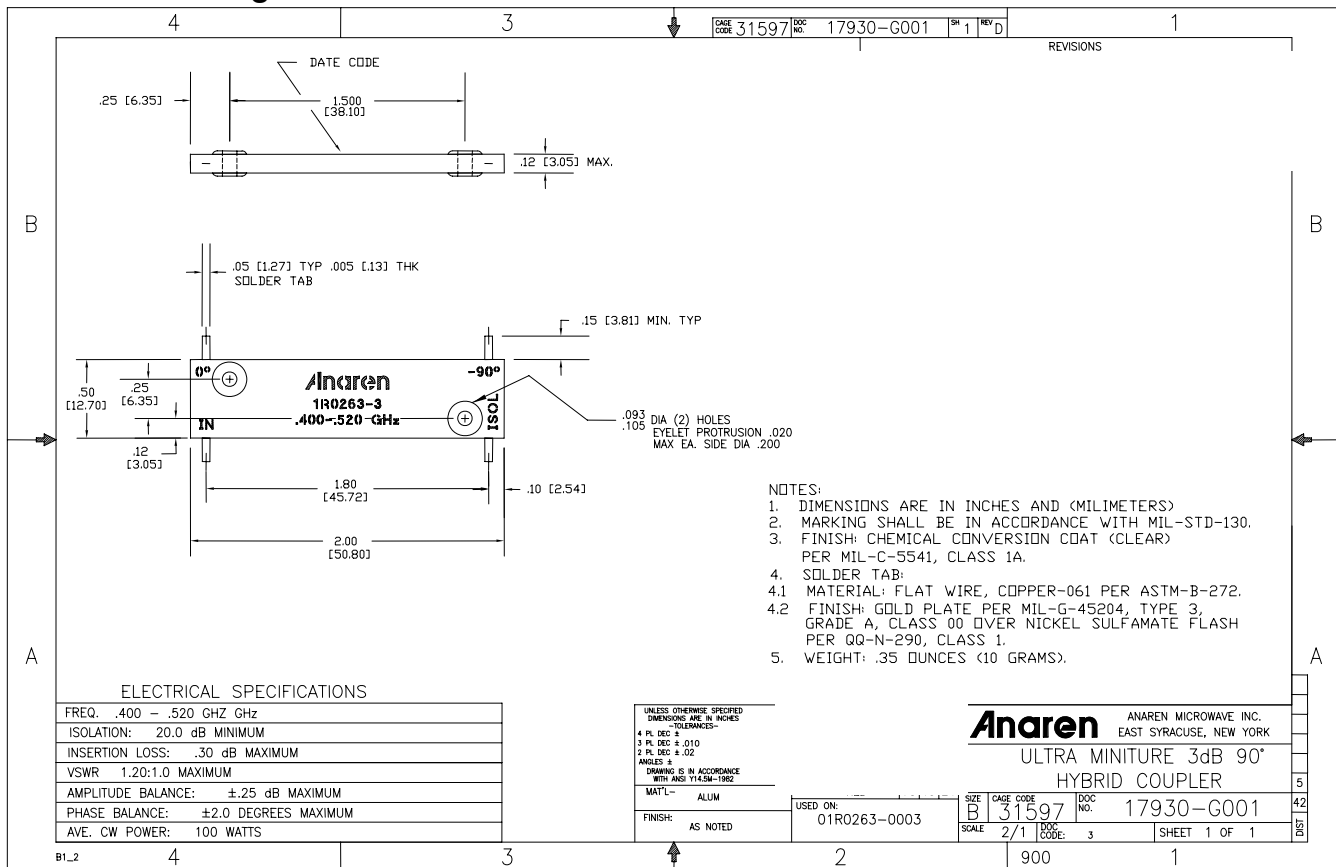 4 3 CAGE CODE 31597 DOC NO. 17930-G001 SH 1 REV D 1
REVISIONS
DATE CODE
.25 [6.35]
1.500
[38.10]
.12 [3.05] MAX.
B B
.05 [1.27] TYP .005 [.13] THK
SOLDER TAB
.15 [3.81] MIN. TYP
0° Anaren -90°
1R0263-3
.400-.520 GHz
IN ISOL
.50
[12.70]
.25
[6.35]
.12
[3.05]
.093
.105 DIA (2) HOLES
EYELET PROTRUSION .020
MAX EA. SIDE DIA .200
1.80
[45.72]
.10 [2.54]
2.00
[50.80]
NOTES:
1. DIMENSIONS ARE IN INCHES AND (MILIMETERS)
2. MARKING SHALL BE IN ACCORDANCE WITH MIL-STD-130.
3. FINISH: CHEMICAL CONVERSION COAT (CLEAR)
PER MIL-C-5541, CLASS 1A.
4. SOLDER TAB:
4.1 MATERIAL: FLAT WIRE, COPPER-061 PER ASTM-B-272.
4.2 FINISH: GOLD PLATE PER MIL-G-45204, TYPE 3,
GRADE A, CLASS 00 OVER NICKEL SULFAMATE FLASH
PER QQ-N-290, CLASS 1.
5. WEIGHT: .35 OUNCES (10 GRAMS).
A A
ELECTRICAL SPECIFICATIONS
FREQ. .400 - .520 GHZ GHz
ISOLATION: 20.0 dB MINIMUM
INSERTION LOSS: .30 dB MAXIMUM
VSWR 1.20:1.0 MAXIMUM
AMPLITUDE BALANCE: ±.25 dB MAXIMUM
PHASE BALANCE: ±2.0 DEGREES MAXIMUM
AVE. CW POWER: 100 WATTS
UNLESS OTHERWISE SPECIFIED
DIMENSIONS ARE IN INCHES
-TOLERANCES-
4 PL DEC ±
3 PL DEC ± .010
2 PL DEC ± .02
ANGLES ±
DRAWING IS IN ACCORDANCE
WITH ANSI Y14.5M-1982
MAT'L- ALUM
FINISH: AS NOTED
USED ON:
01R0263-0003
Anaren ANAREN MICROWAVE INC.
EAST SYRACUSE, NEW YORK
ULTRA MINITURE 3dB 90°
HYBRID COUPLER
SIZE B CAGE CODE 31597 DOC NO. 17930-G001
SCALE 2/1 DOC CODE: 3 SHEET 1 OF 1
5
42
DIST
B1_2 4 3 2 900 1